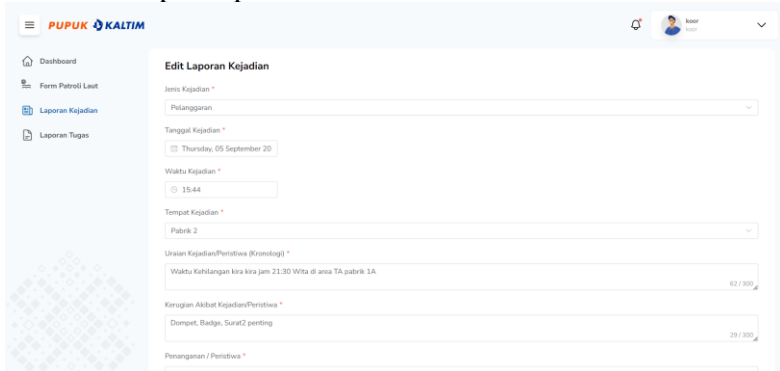 PUPUK KALTIM
koor
koor
Dashboard
Form Patroli Laut
Laporan Kejadian
Laporan Tugas
Edit Laporan Kejadian
Jenis Kejadian *
Pelanggaran
Tanggal Kejadian *
Thursday, 05 September 20
Waktu Kejadian *
15:44
Tempat Kejadian *
Pabrik 2
Uraian Kejadian/Peristiwa (Kronologi) *
Waktu Kehilangan kira kira jam 21:30 Wita di area TA pabrik 1A
62 / 300
Kerugian Akibat Kejadian/Peristiwa *
Dompet, Badge, Surat2 penting
29 / 300
Penanganan / Peristiwa *